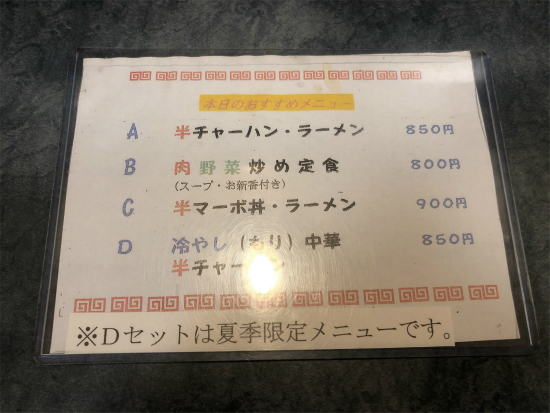 本日のおすすめメニュー
A 半チャーハン・ラーメン 850円
B 肉野菜炒め定食 800円
(スープ・お新香付き)
C 半マーボ丼・ラーメン 900円
D 冷やし(もり)中華 850円
半チャーハン
※Dセットは夏季限定メニューです。